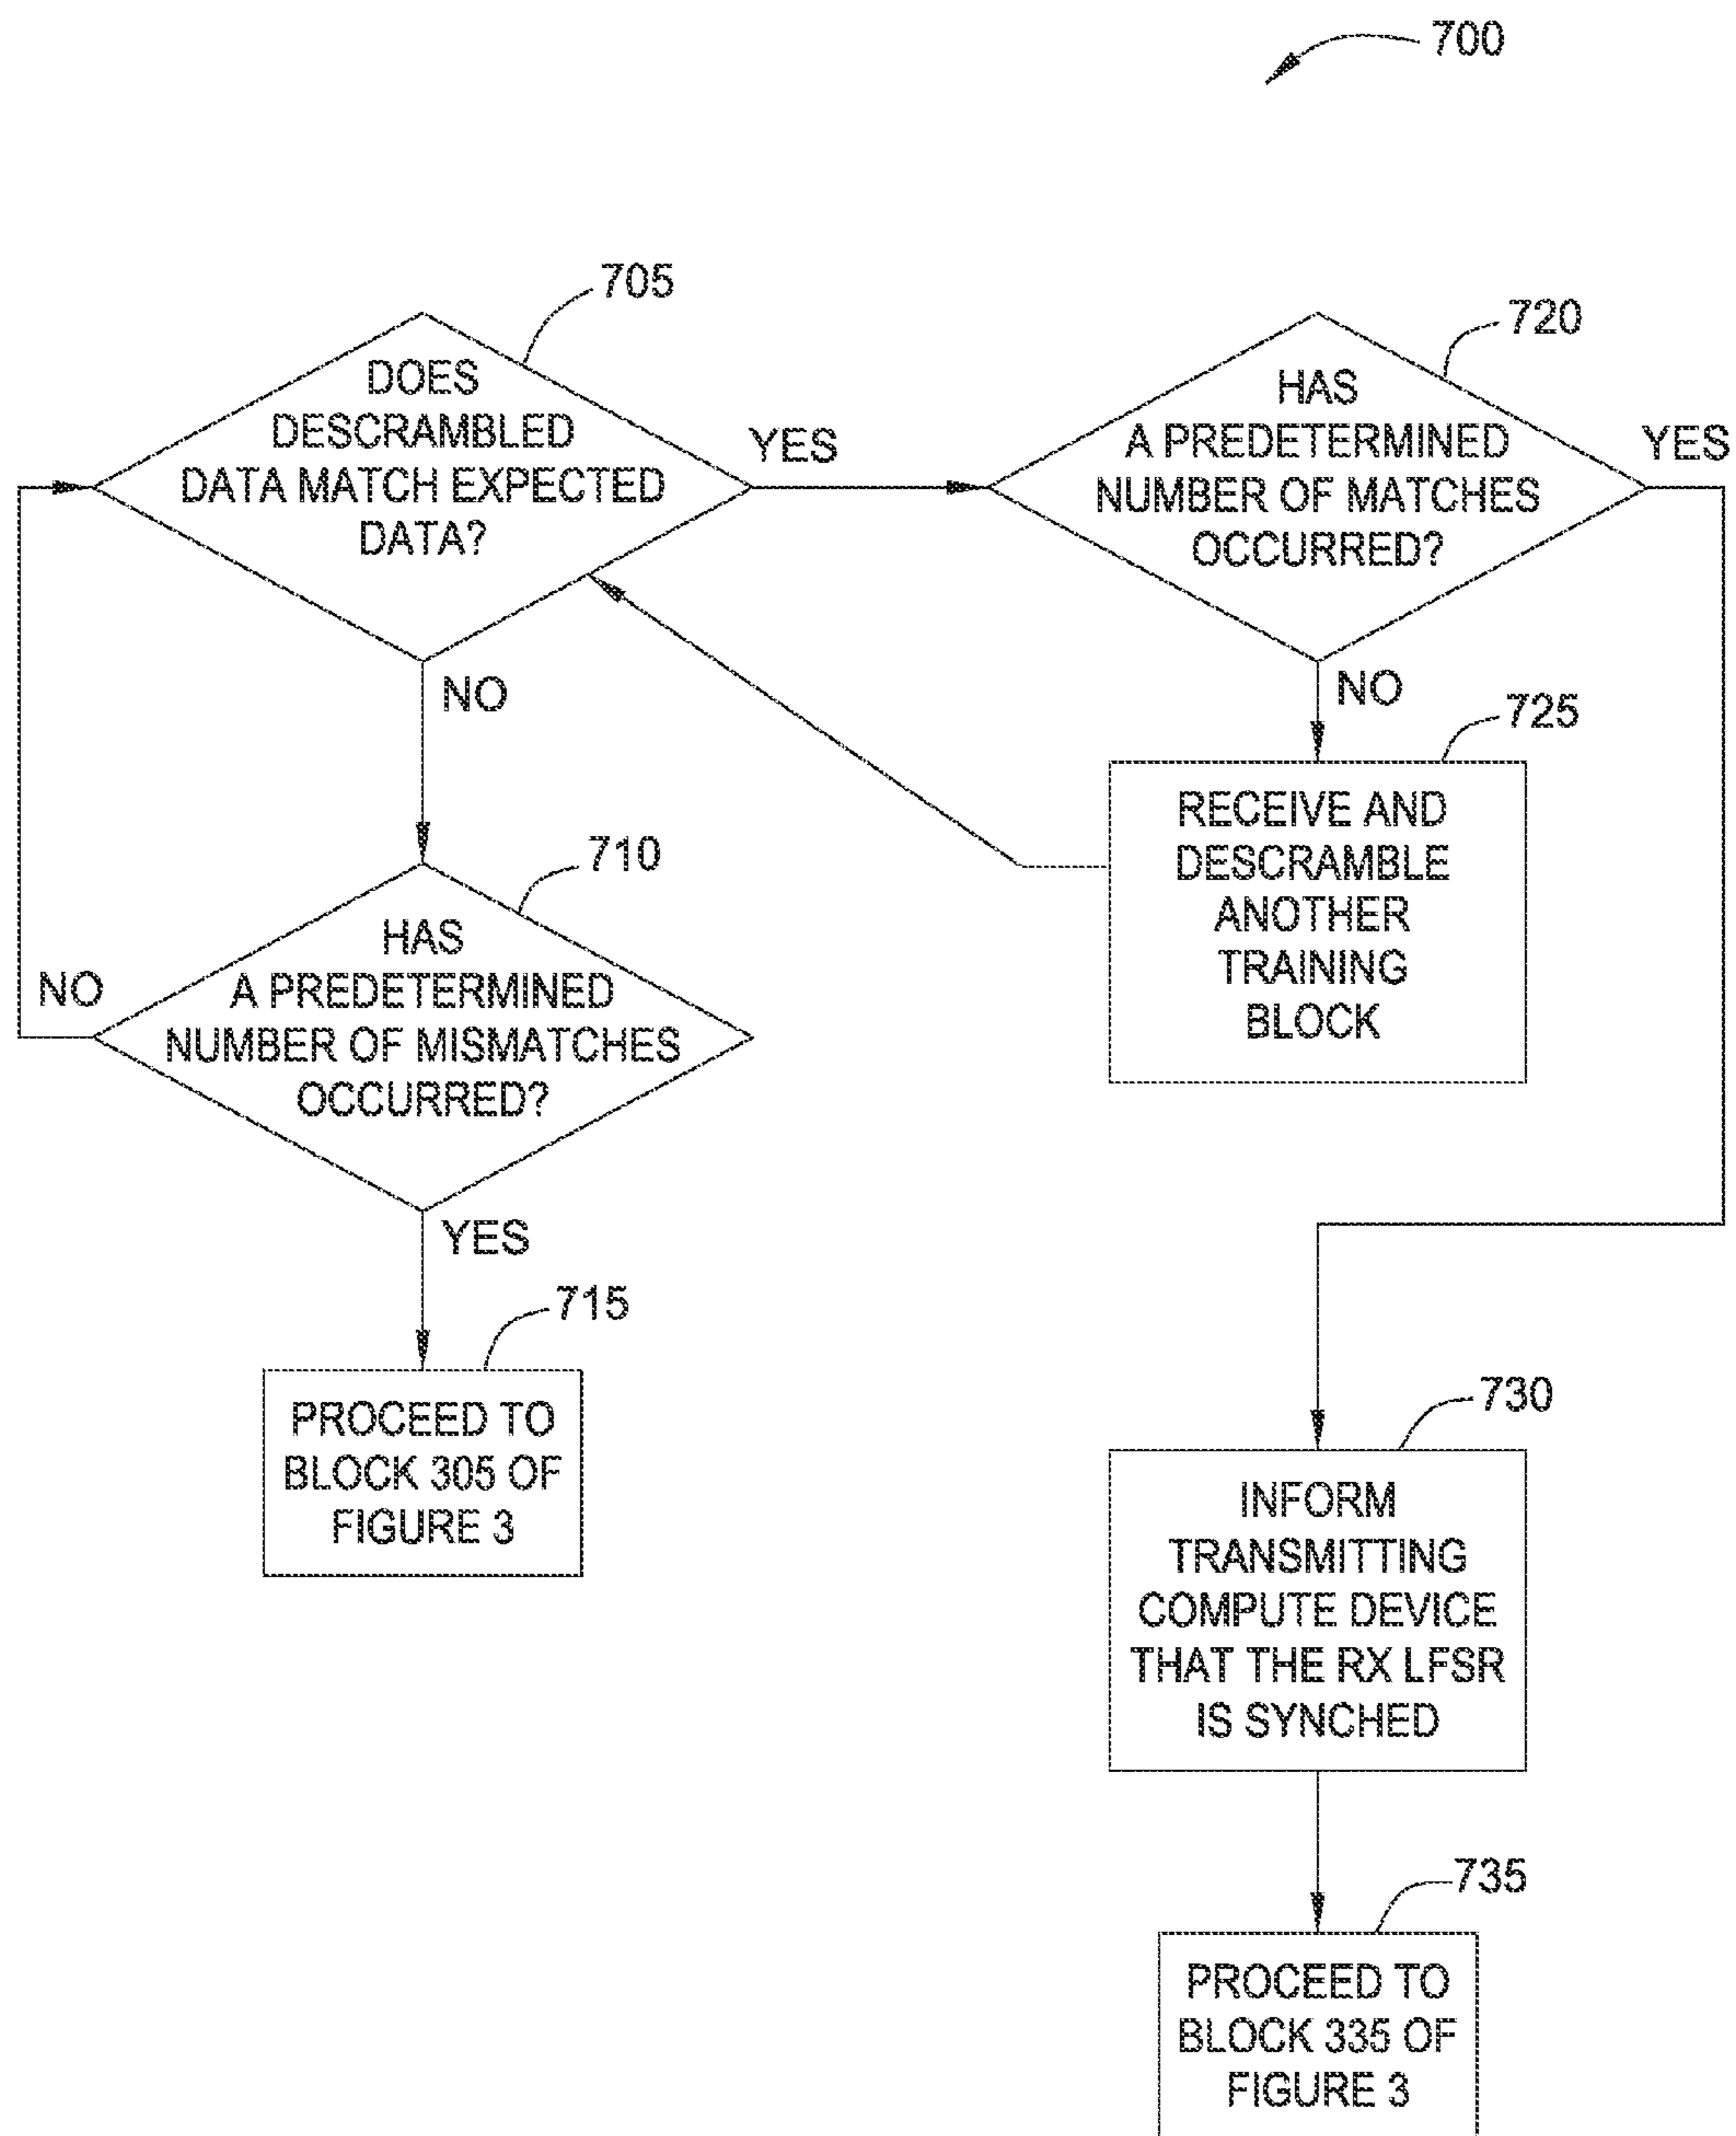 700
705
DOES
DESCRAMBLED
DATA MATCH EXPECTED
DATA?
YES
NO
720
HAS
A PREDETERMINED
NUMBER OF MATCHES
OCCURRED?
YES
NO
725
RECEIVE AND
DESCRAMBLE
ANOTHER
TRAINING
BLOCK
710
HAS
A PREDETERMINED
NUMBER OF MISMATCHES
OCCURRED?
NO
YES
715
PROCEED TO
BLOCK 305 OF
FIGURE 3
730
INFORM
TRANSMITTING
COMPUTE DEVICE
THAT THE RX LFSR
IS SYNCHED
735
PROCEED TO
BLOCK 335 OF
FIGURE 3